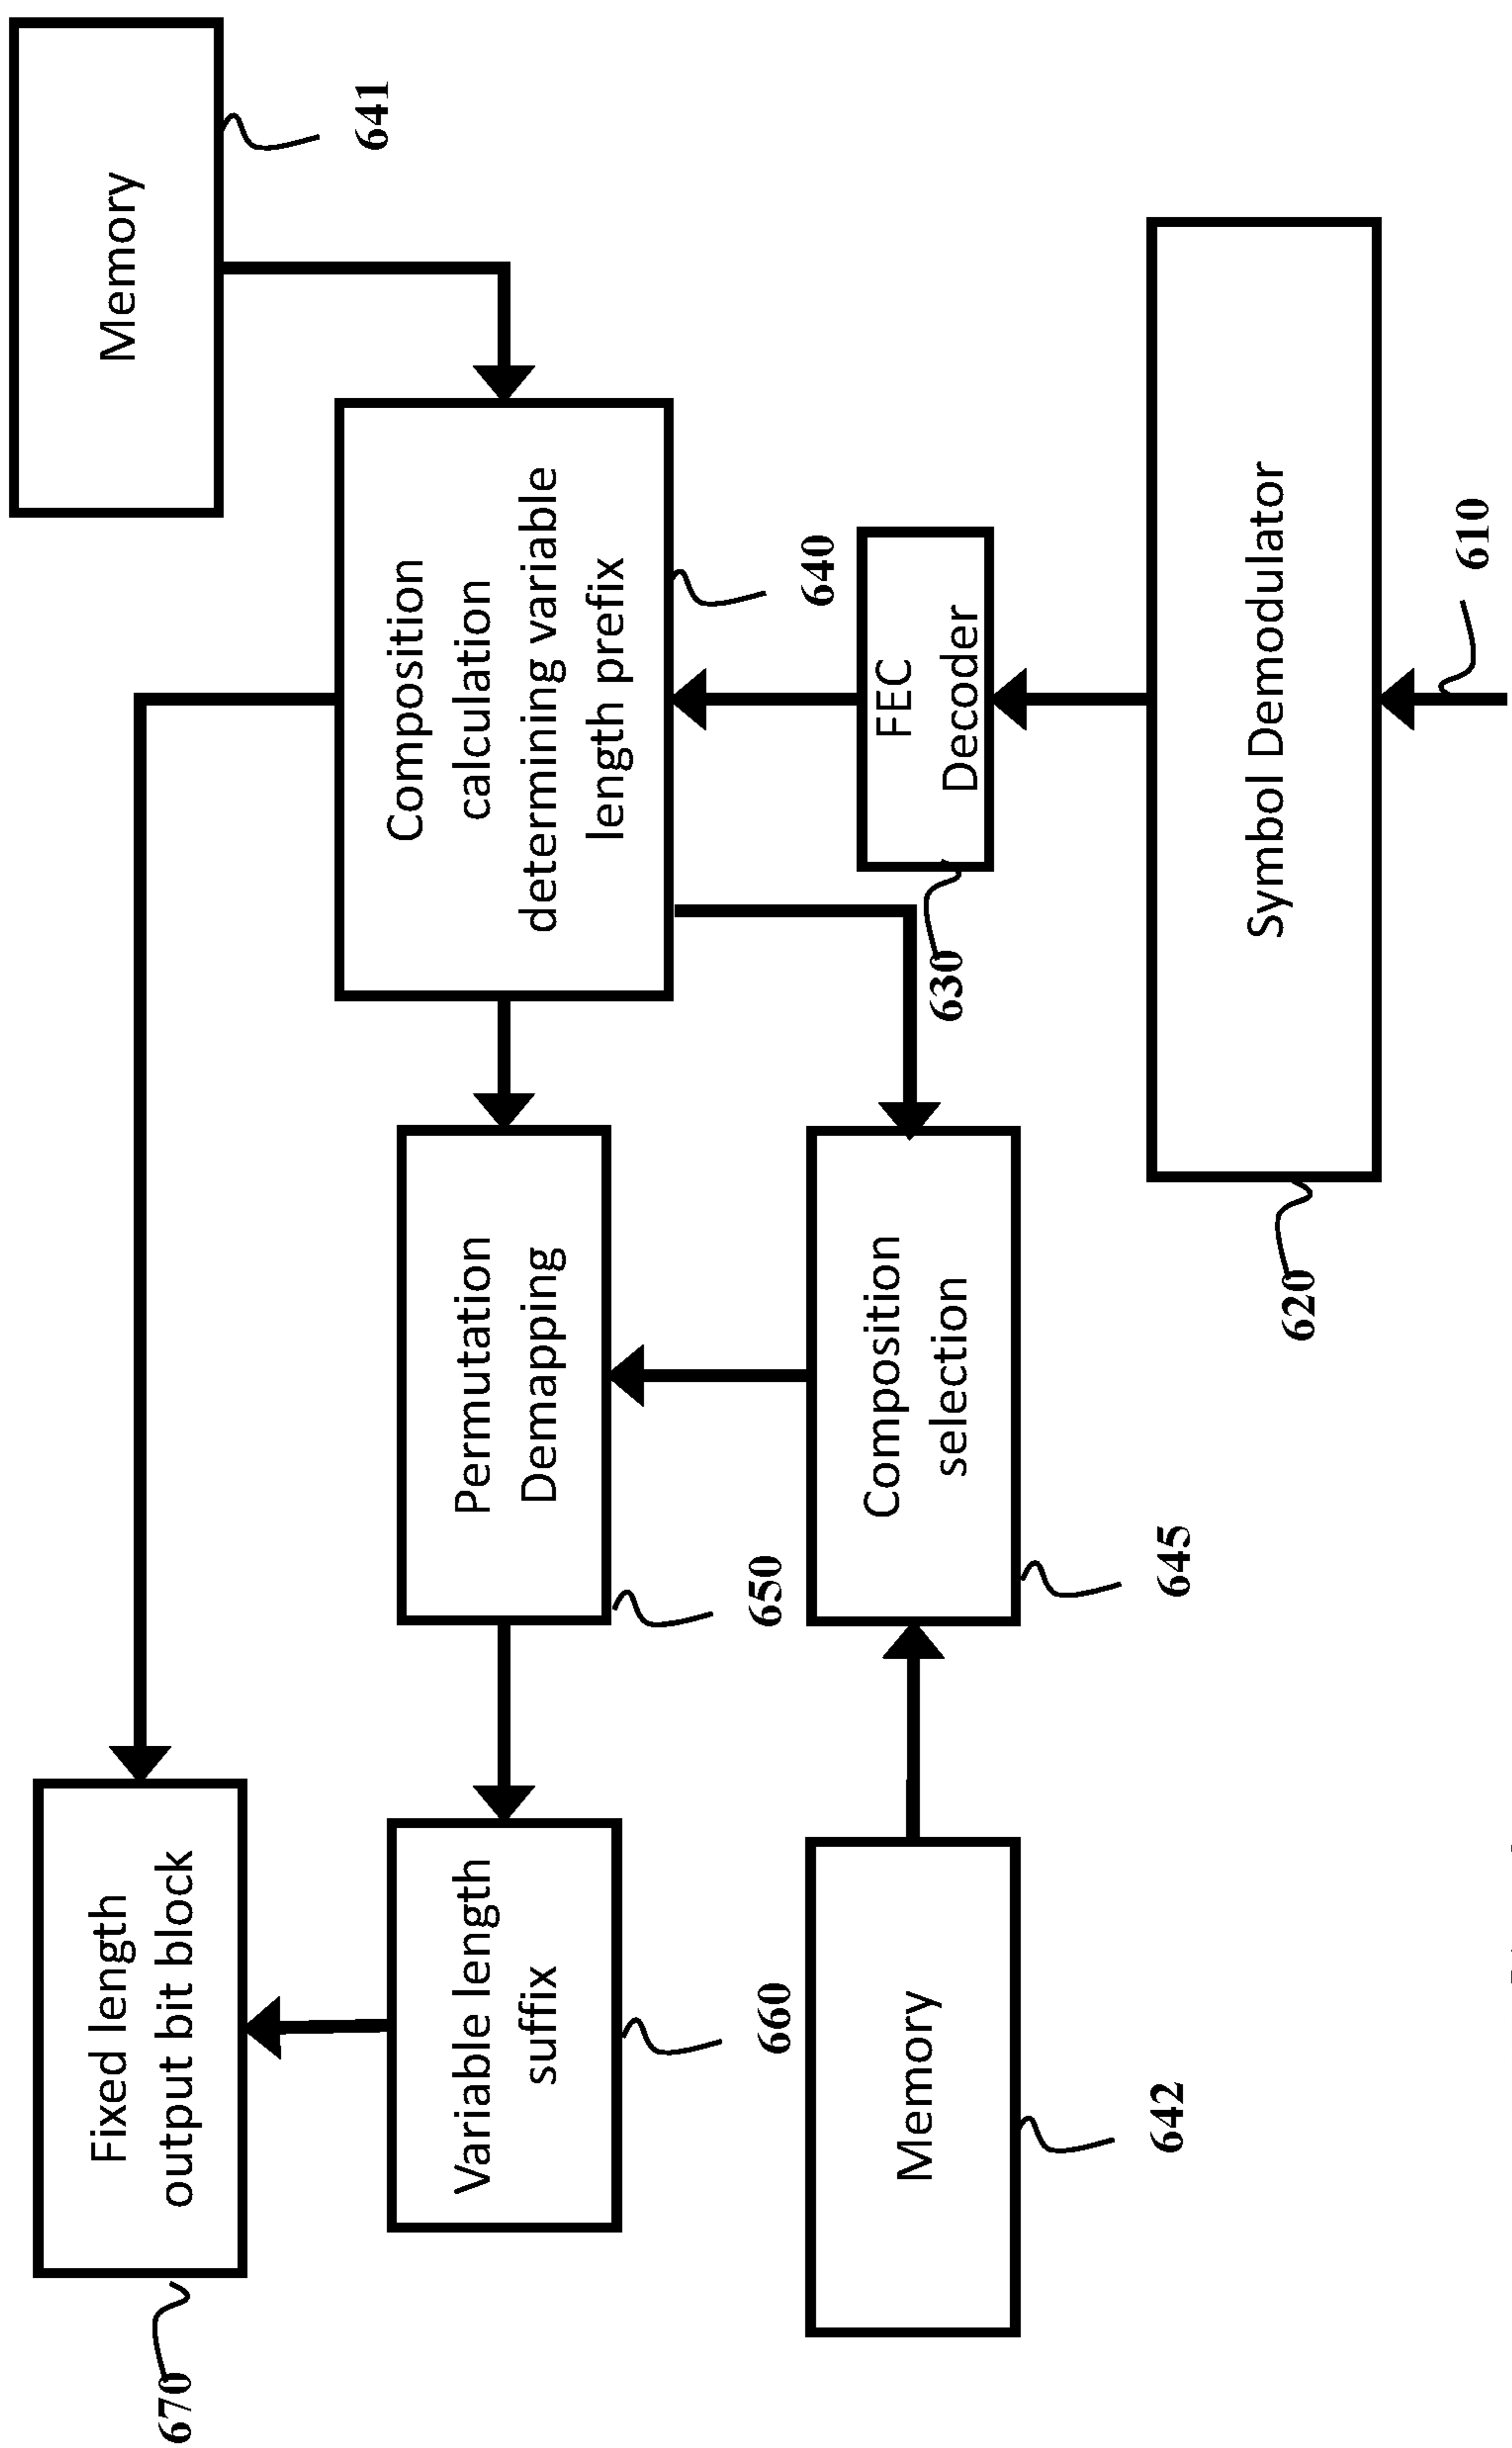 670
Fixed length
output bit block
Memory
641
Variable length
suffix
660
Permutation
Demapping
650
Composition
calculation
determining variable
length prefix
640
Memory
642
Composition
selection
645
630
FEC
Decoder
620
Symbol Demodulator
610